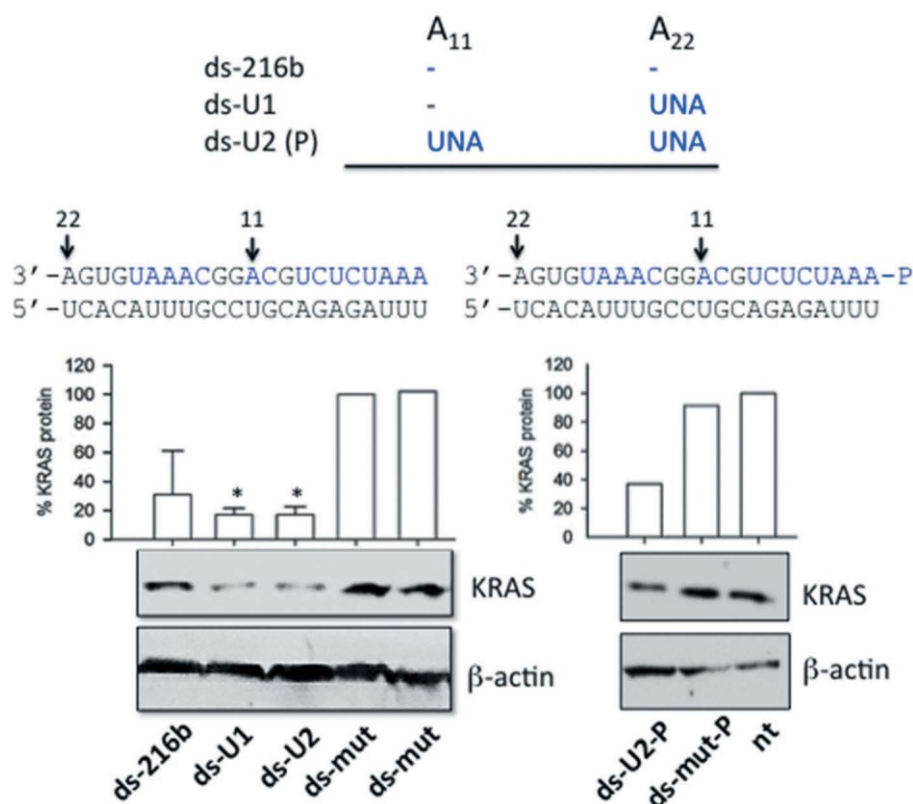 A11 A22
ds-216b - -
ds-U1 - UNA
ds-U2 (P) UNA UNA
22 11
3'-AGUGUAAACGGACGUCUCUAAA
5'-UCACAUUUGCCUGCAGAGAUUU
22 11
3'-AGUGUAAACGGACGUCUCUAAA-P
5'-UCACAUUUGCCUGCAGAGAUUU
% KRAS protein
120
100
80
60
40
20
0
* *
KRAS
β-actin
ds-216b ds-U1 ds-U2 ds-mut ds-mut
% KRAS protein
120
100
80
60
40
20
0
KRAS
β-actin
ds-U2-P ds-mut-P nt